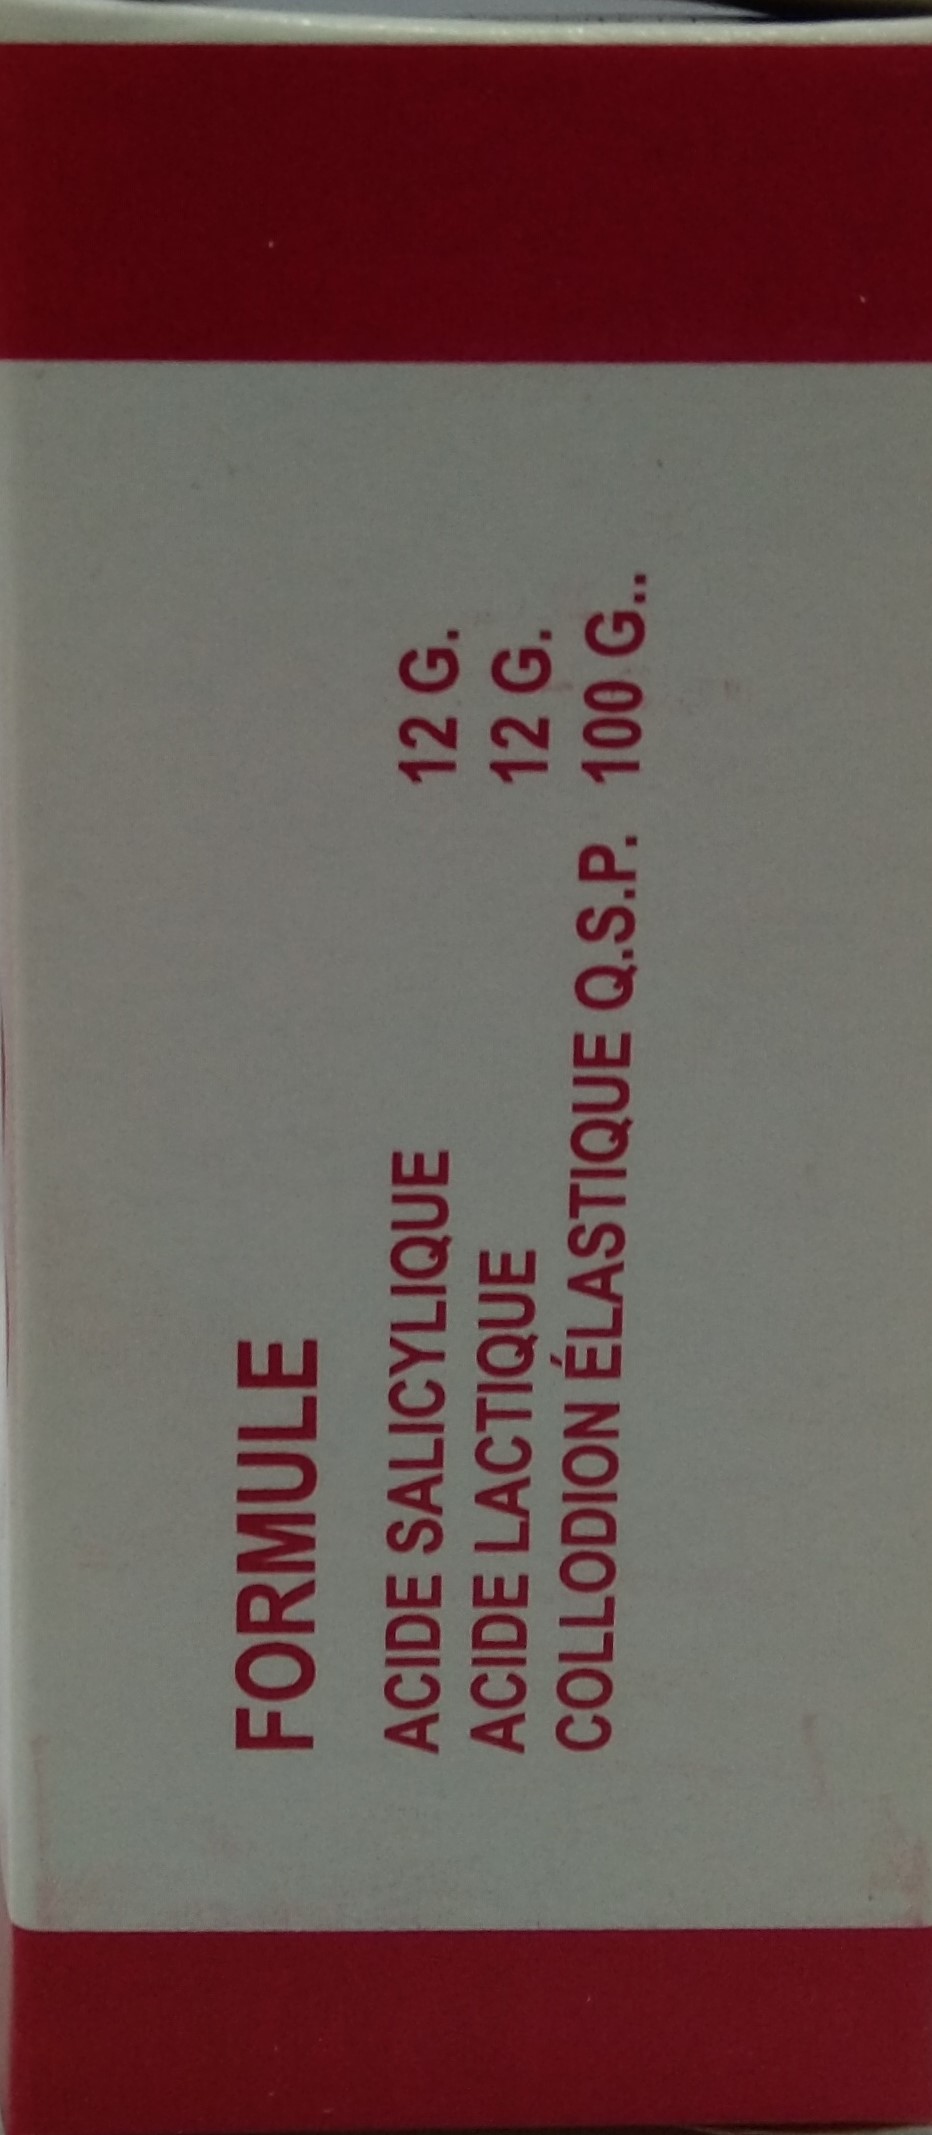 FORMULE
ACIDE SALICYLIQUE 12 G.
ACIDE LACTIQUE 12 G.
COLLODION ÉLASTIQUE Q.S.P. 100 G..